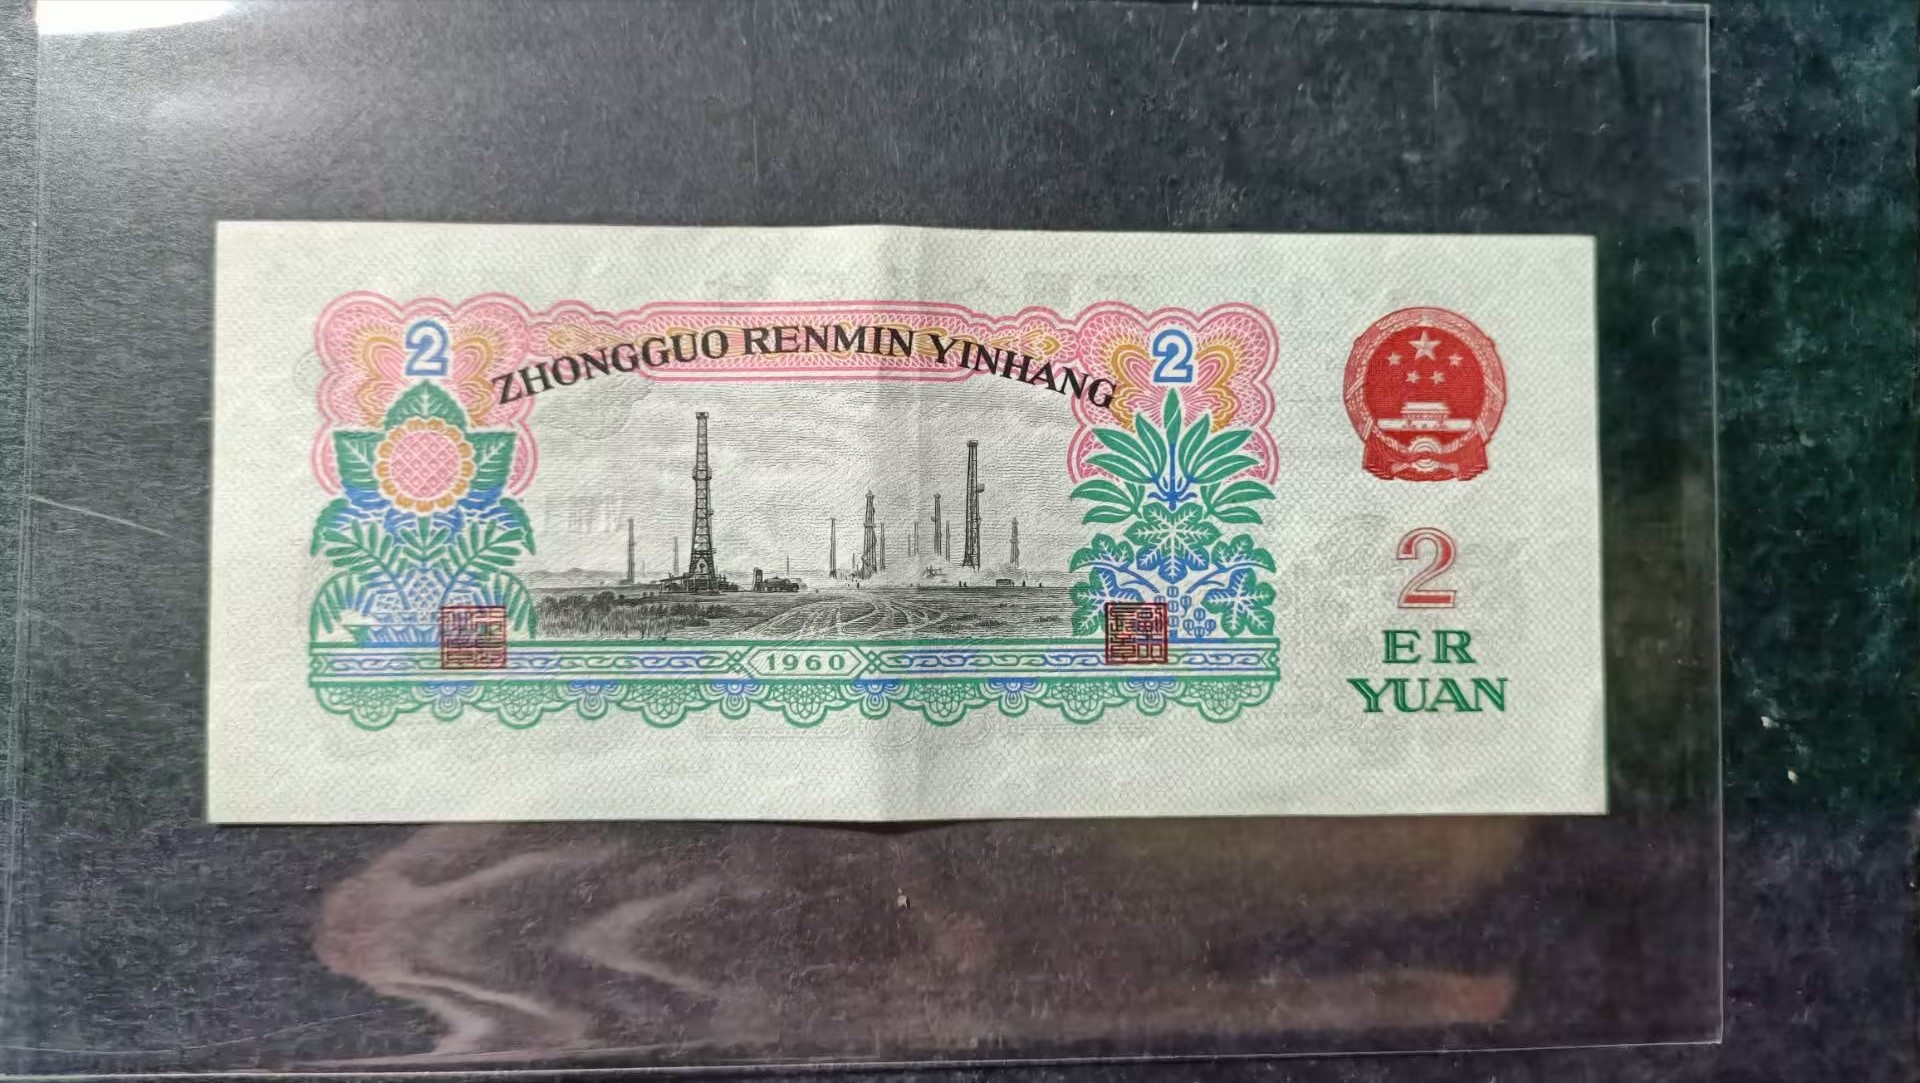 ZHONGGUO RENMIN YINHANG
2
2
1960
2
ER
YUAN